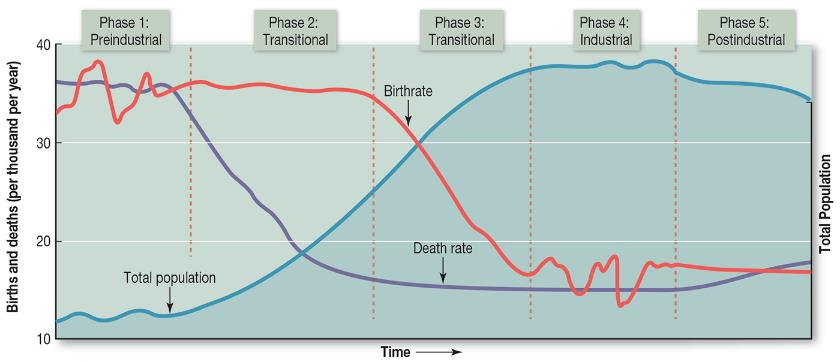 Phase 1:
Preindustrial
Phase 2:
Transitional
Phase 3:
Transitional
Phase 4:
Industrial
Phase 5:
Postindustrial
Births and deaths (per thousand per year)
40
30
20
10
Birthrate
Death rate
Total population
Total Population
Time